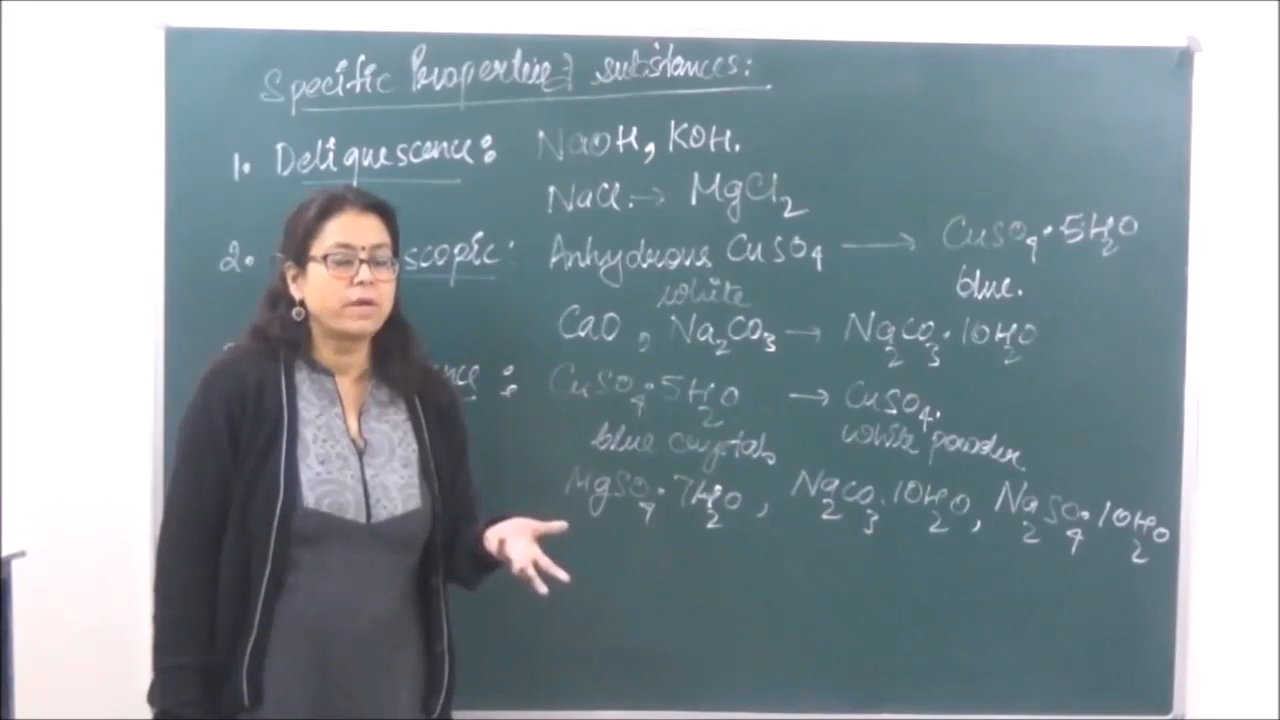 Specific Properties of substances:
1. Deliquescence: NaOH, KOH.
NaCl. → MgCl₂
2. scopic: Anhydrous CuSO₄ → CuSO₄·5H₂O
white blue.
CaO, Na₂CO₃ → Na₂CO₃·10H₂O
: CuSO₄·5H₂O → CuSO₄.
blue crystals white powder
MgSO₄·7H₂O, Na₂CO₃·10H₂O, Na₂SO₄·10H₂O